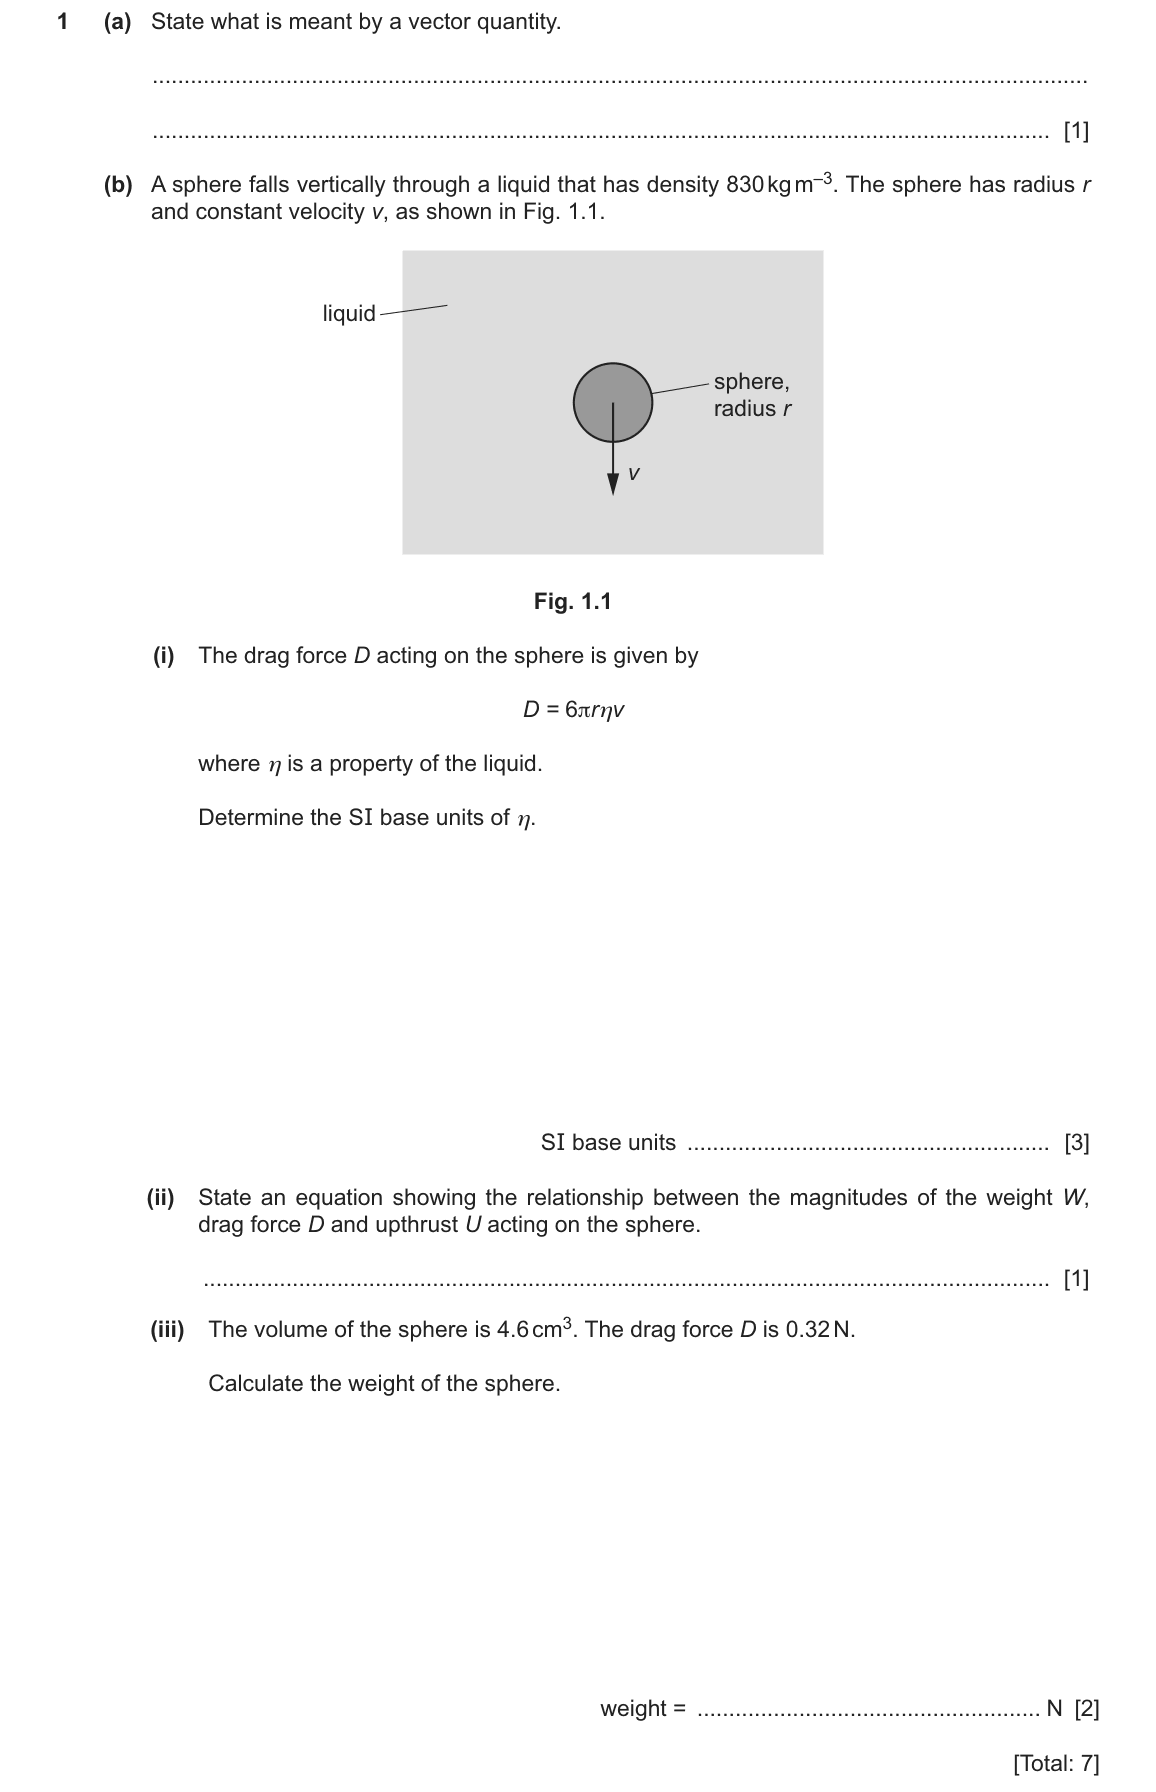 1 (a) State what is meant by a vector quantity.
..........
.......... [1]
(b) A sphere falls vertically through a liquid that has density 830 kg m⁻³. The sphere has radius r
and constant velocity v, as shown in Fig. 1.1.
liquid
sphere,
radius r
v
Fig. 1.1
(i) The drag force D acting on the sphere is given by
D = 6πrηv
where η is a property of the liquid.
Determine the SI base units of η.
SI base units .......... [3]
(ii) State an equation showing the relationship between the magnitudes of the weight W,
drag force D and upthrust U acting on the sphere.
.......... [1]
(iii) The volume of the sphere is 4.6 cm³. The drag force D is 0.32 N.
Calculate the weight of the sphere.
weight = .......... N [2]
[Total: 7]